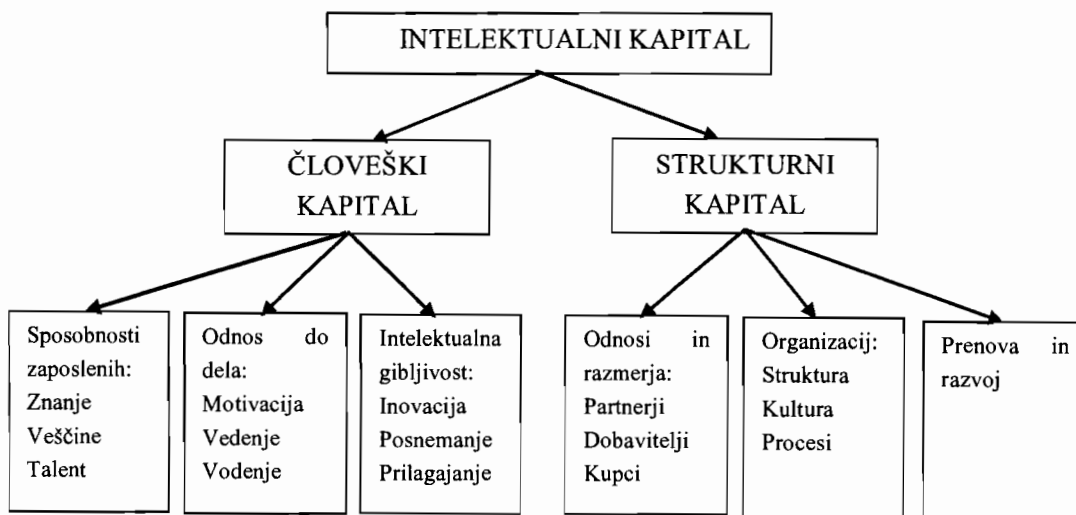 INTELEKTUALNI KAPITAL
ČLOVEŠKI
KAPITAL
STRUKTURNI
KAPITAL
Sposobnosti
zaposlenih:
Znanje
Veščine
Talent
Odnos do
dela:
Motivacija
Vedenje
Vodenje
Intelektualna
gibljivost:
Inovacija
Posnemanje
Prilagajanje
Odnosi in
razmerja:
Partnerji
Dobavitelji
Kupci
Organizacij:
Struktura
Kultura
Procesi
Prenova in
razvoj